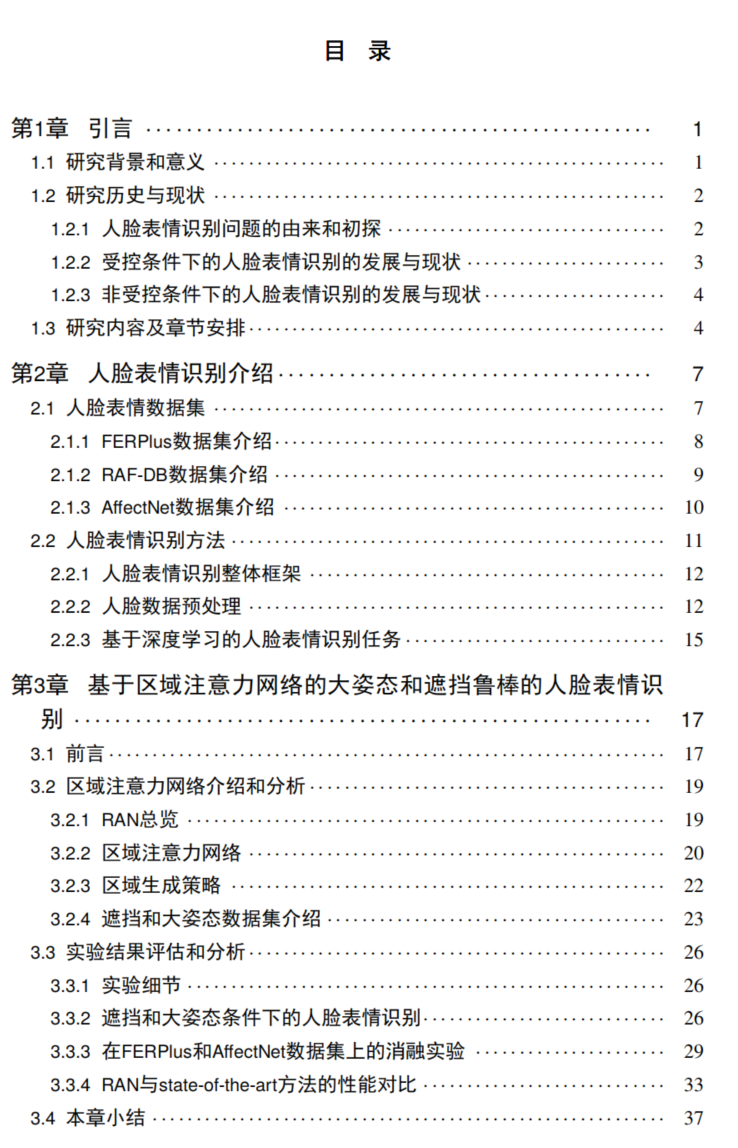 目 录
第1章 引言 ·················································· 1
1.1 研究背景和意义 ·················································· 1
1.2 研究历史与现状 ·················································· 2
1.2.1 人脸表情识别问题的由来和初探 ······························ 2
1.2.2 受控条件下的人脸表情识别的发展与现状 ···················· 3
1.2.3 非受控条件下的人脸表情识别的发展与现状 ·················· 4
1.3 研究内容及章节安排 ············································ 4
第2章 人脸表情识别介绍 ······································ 7
2.1 人脸表情数据集 ·················································· 7
2.1.1 FERPlus数据集介绍 ·········································· 8
2.1.2 RAF-DB数据集介绍 ·········································· 9
2.1.3 AffectNet数据集介绍 ········································ 10
2.2 人脸表情识别方法 ················································ 11
2.2.1 人脸表情识别整体框架 ······································ 12
2.2.2 人脸数据预处理 ············································ 12
2.2.3 基于深度学习的人脸表情识别任务 ···························· 15
第3章 基于区域注意力网络的大姿态和遮挡鲁棒的人脸表情识
别 ·························································· 17
3.1 前言 ···························································· 17
3.2 区域注意力网络介绍和分析 ········································ 19
3.2.1 RAN总览 ···················································· 19
3.2.2 区域注意力网络 ············································ 20
3.2.3 区域生成策略 ·············································· 22
3.2.4 遮挡和大姿态数据集介绍 ···································· 23
3.3 实验结果评估和分析 ·············································· 26
3.3.1 实验细节 ·················································· 26
3.3.2 遮挡和大姿态条件下的人脸表情识别 ·························· 26
3.3.3 在FERPlus和AffectNet数据集上的消融实验 ···················· 29
3.3.4 RAN与state-of-the-art方法的性能对比 ························ 33
3.4 本章小结 ························································ 37